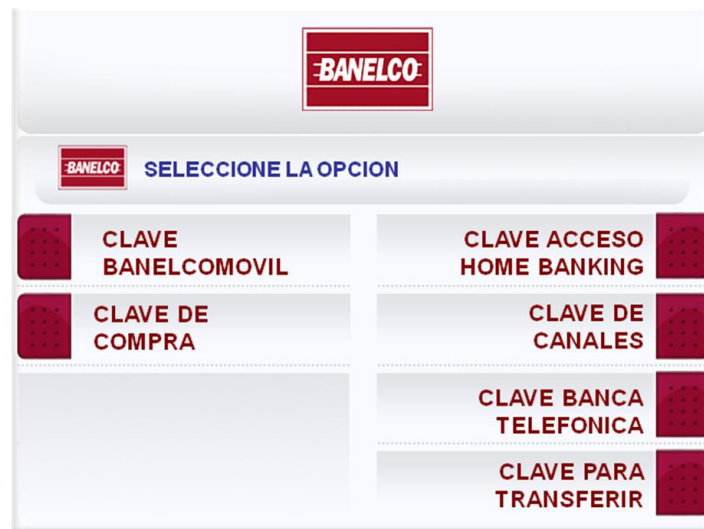 BANELCO
BANELCO
SELECCIONE LA OPCION
CLAVE
BANELCOMOVIL
CLAVE DE
COMPRA
CLAVE ACCESO
HOME BANKING
CLAVE DE
CANALES
CLAVE BANCA
TELEFONICA
CLAVE PARA
TRANSFERIR